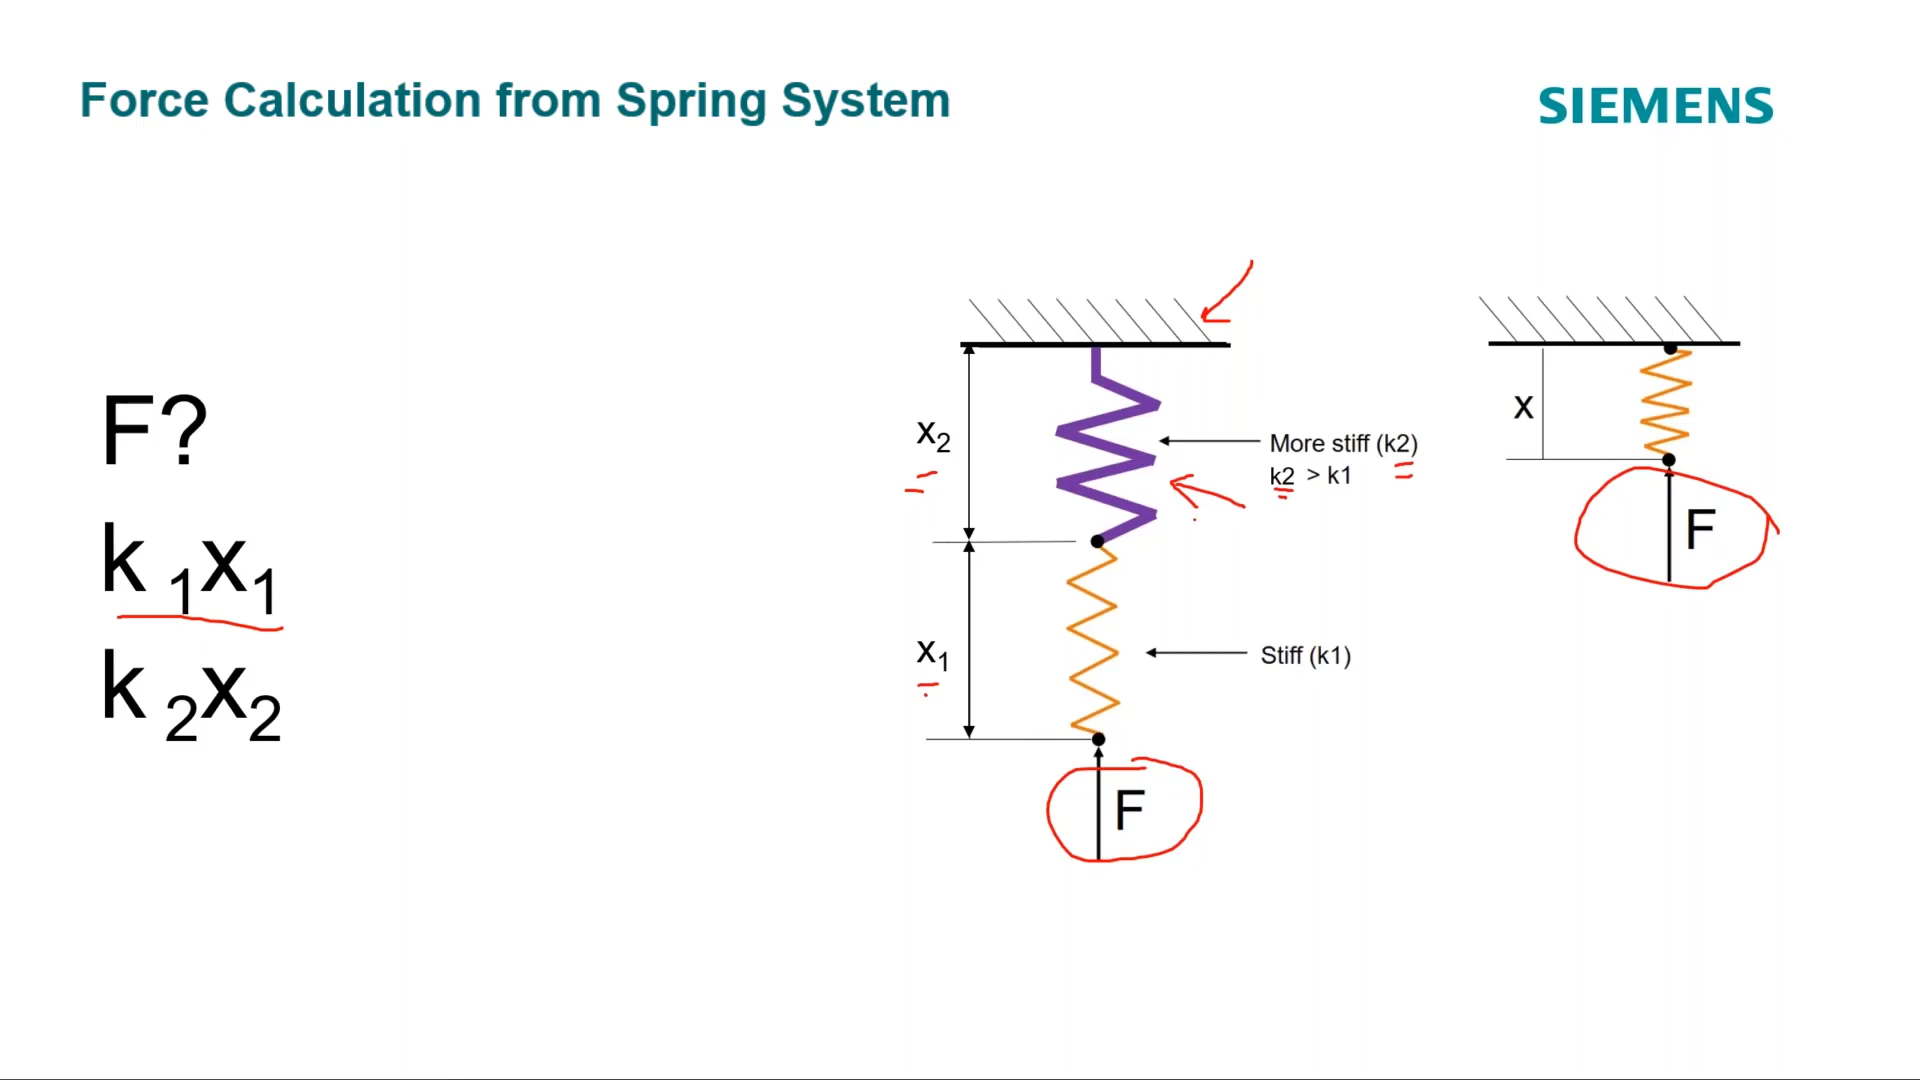 Force Calculation from Spring System
SIEMENS
F?
k 1x1
k 2x2
x2
x1
More stiff (k2)
k2 > k1
Stiff (k1)
F
x
F